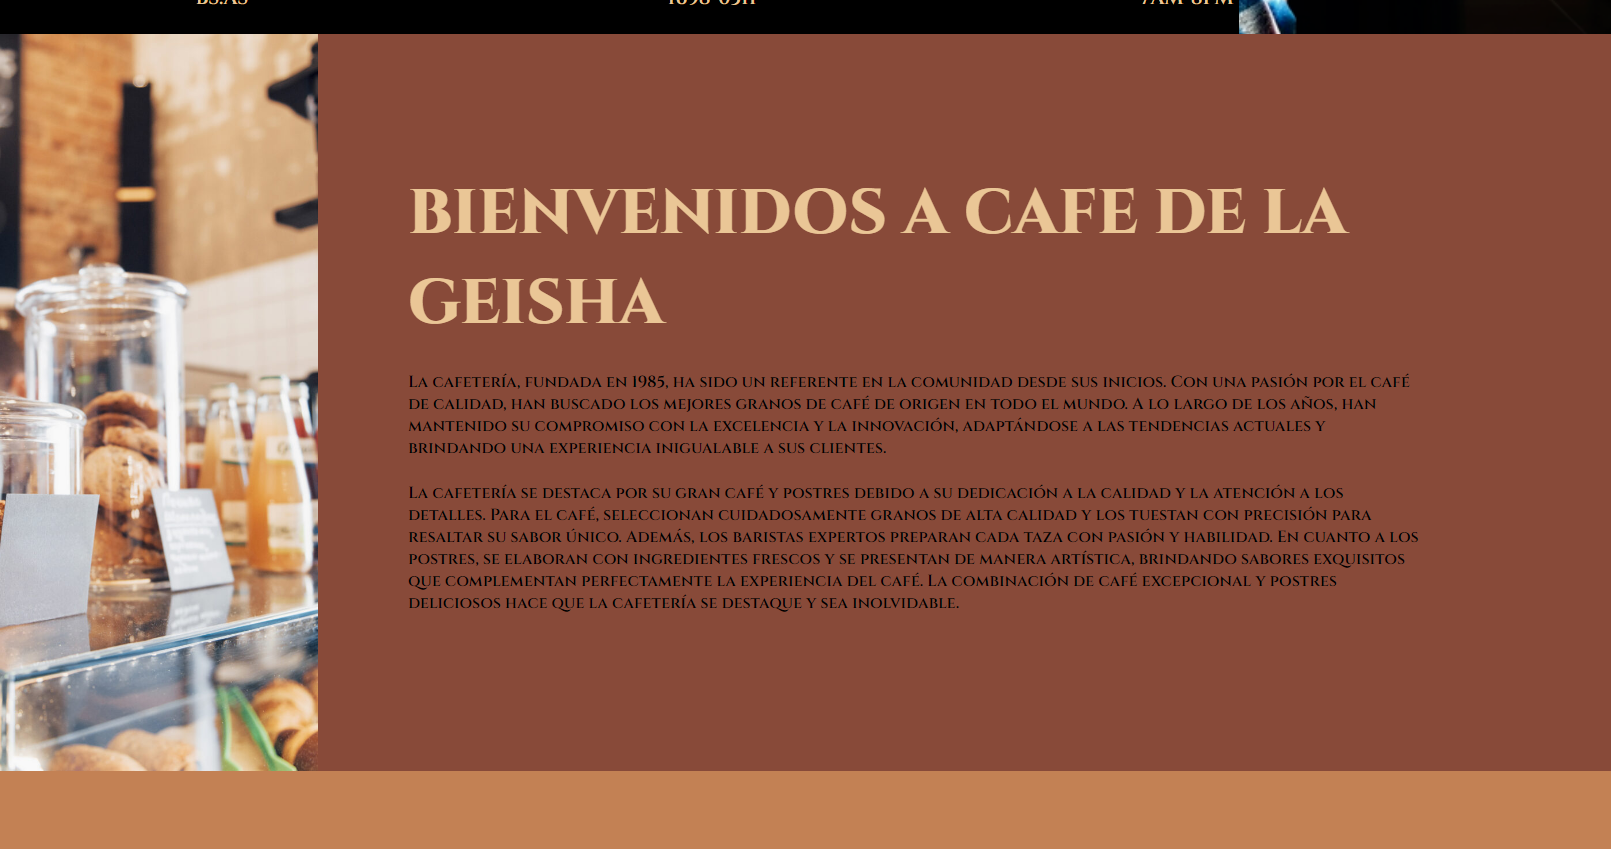 BS.AS
7AM-8PM
BIENVENIDOS A CAFE DE LA
GEISHA
La cafetería, fundada en 1985, ha sido un referente en la comunidad desde sus inicios. Con una pasión por el café
de calidad, han buscado los mejores granos de café de origen en todo el mundo. A lo largo de los años, han
mantenido su compromiso con la excelencia y la innovación, adaptándose a las tendencias actuales y
brindando una experiencia inigualable a sus clientes.
La cafetería se destaca por su gran café y postres debido a su dedicación a la calidad y la atención a los
detalles. Para el café, seleccionan cuidadosamente granos de alta calidad y los tuestan con precisión para
resaltar su sabor único. Además, los baristas expertos preparan cada taza con pasión y habilidad. En cuanto a los
postres, se elaboran con ingredientes frescos y se presentan de manera artística, brindando sabores exquisitos
que complementan perfectamente la experiencia del café. La combinación de café excepcional y postres
deliciosos hace que la cafetería se destaque y sea inolvidable.